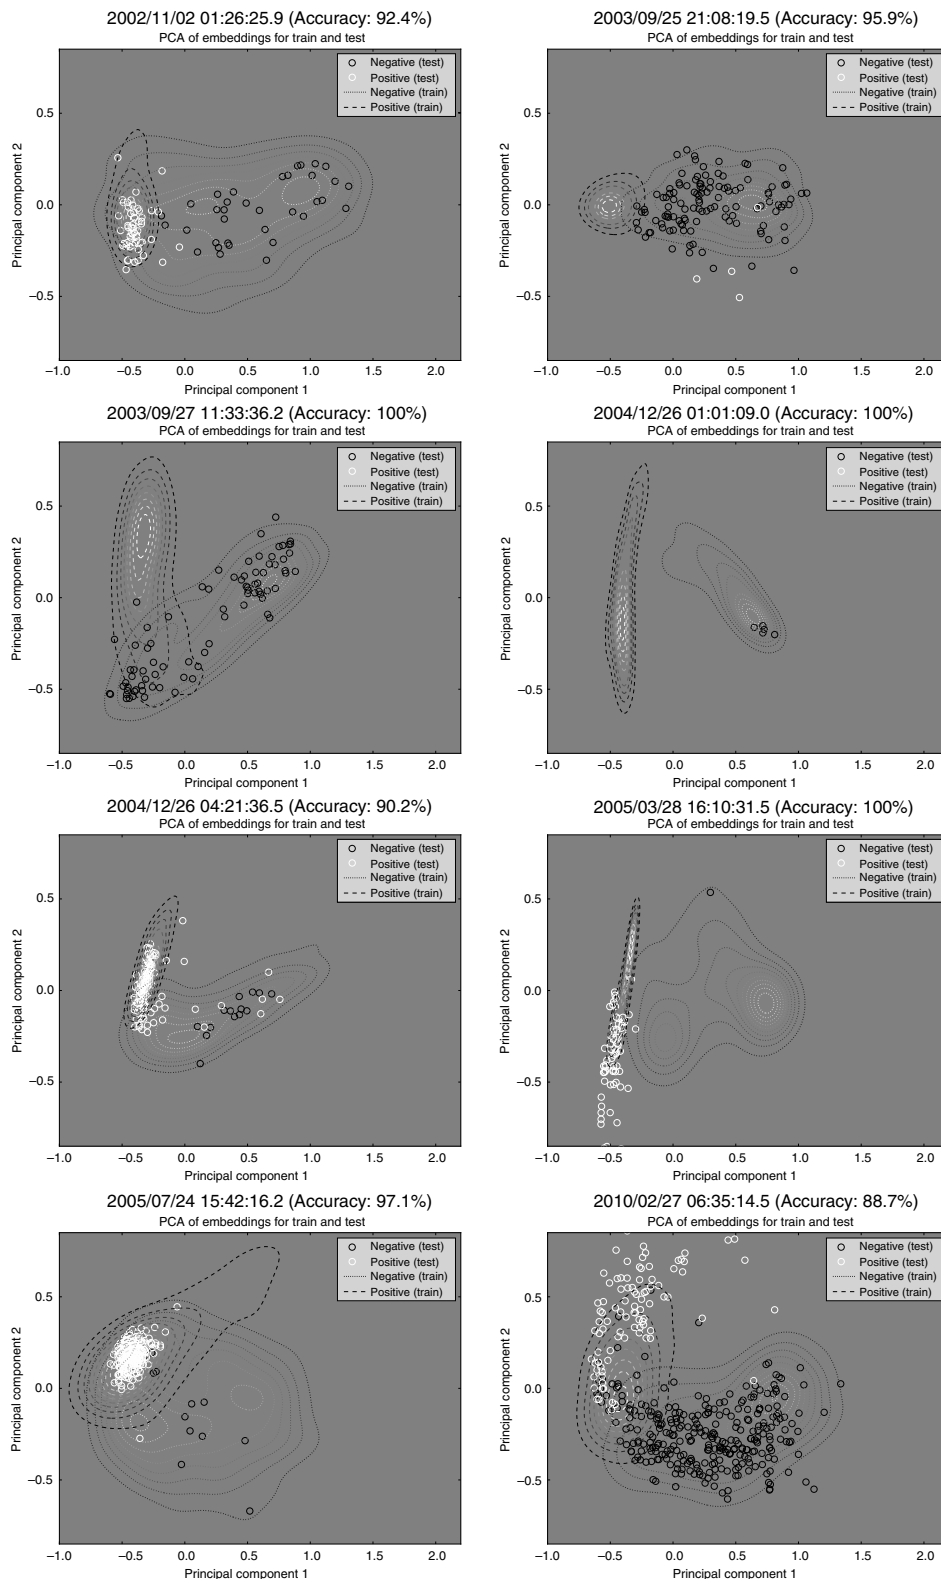 2002/11/02 01:26:25.9 (Accuracy: 92.4%)
PCA of embeddings for train and test
Negative (test)
Positive (test)
Negative (train)
Positive (train)
0.5
0.0
−0.5
Principal component 2
−1.0 −0.5 0.0 0.5 1.0 1.5 2.0
Principal component 1
2003/09/25 21:08:19.5 (Accuracy: 95.9%)
PCA of embeddings for train and test
Negative (test)
Positive (test)
Negative (train)
Positive (train)
0.5
0.0
−0.5
Principal component 2
−1.0 −0.5 0.0 0.5 1.0 1.5 2.0
Principal component 1
2003/09/27 11:33:36.2 (Accuracy: 100%)
PCA of embeddings for train and test
Negative (test)
Positive (test)
Negative (train)
Positive (train)
0.5
0.0
−0.5
Principal component 2
−1.0 −0.5 0.0 0.5 1.0 1.5 2.0
Principal component 1
2004/12/26 01:01:09.0 (Accuracy: 100%)
PCA of embeddings for train and test
Negative (test)
Positive (test)
Negative (train)
Positive (train)
0.5
0.0
−0.5
Principal component 2
−1.0 −0.5 0.0 0.5 1.0 1.5 2.0
Principal component 1
2004/12/26 04:21:36.5 (Accuracy: 90.2%)
PCA of embeddings for train and test
Negative (test)
Positive (test)
Negative (train)
Positive (train)
0.5
0.0
−0.5
Principal component 2
−1.0 −0.5 0.0 0.5 1.0 1.5 2.0
Principal component 1
2005/03/28 16:10:31.5 (Accuracy: 100%)
PCA of embeddings for train and test
Negative (test)
Positive (test)
Negative (train)
Positive (train)
0.5
0.0
−0.5
Principal component 2
−1.0 −0.5 0.0 0.5 1.0 1.5 2.0
Principal component 1
2005/07/24 15:42:16.2 (Accuracy: 97.1%)
PCA of embeddings for train and test
Negative (test)
Positive (test)
Negative (train)
Positive (train)
0.5
0.0
−0.5
Principal component 2
−1.0 −0.5 0.0 0.5 1.0 1.5 2.0
Principal component 1
2010/02/27 06:35:14.5 (Accuracy: 88.7%)
PCA of embeddings for train and test
Negative (test)
Positive (test)
Negative (train)
Positive (train)
0.5
0.0
−0.5
Principal component 2
−1.0 −0.5 0.0 0.5 1.0 1.5 2.0
Principal component 1